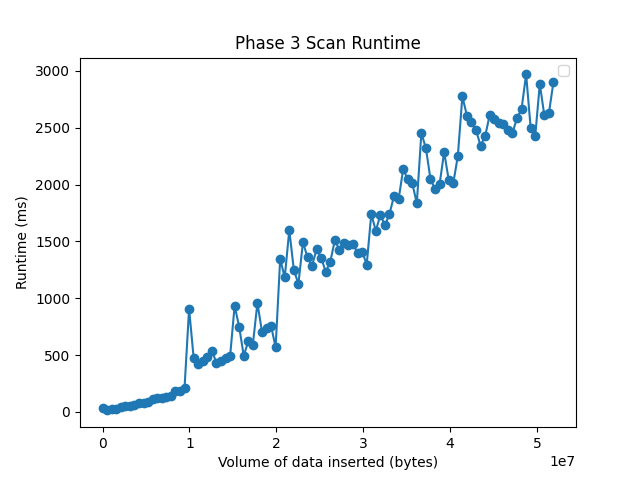 Phase 3 Scan Runtime
3000
2500
2000
1500
1000
500
0
Runtime (ms)
0 1 2 3 4 5
1e7
Volume of data inserted (bytes)